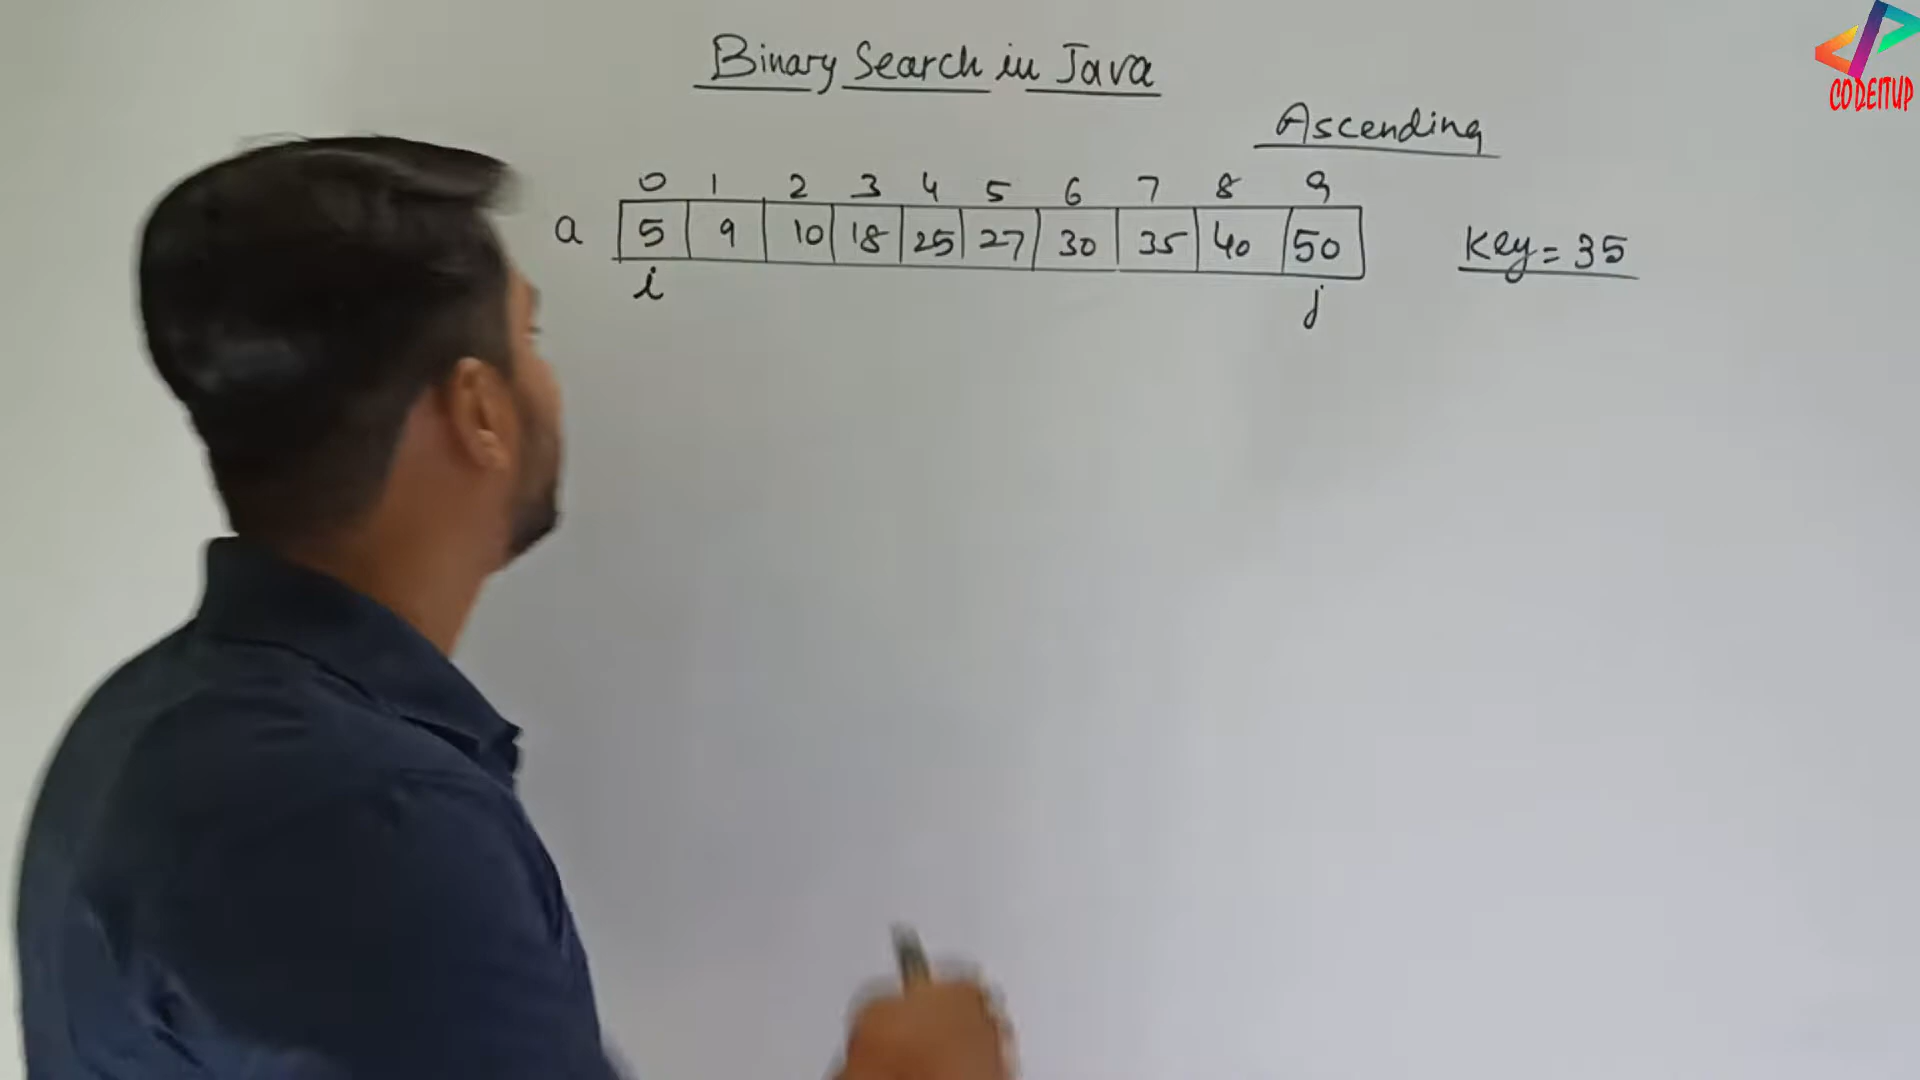 Binary Search in Java
CODEITUP
Ascending
0 1 2 3 4 5 6 7 8 9
a 5 9 10 18 25 27 30 35 40 50
Key = 35
i j